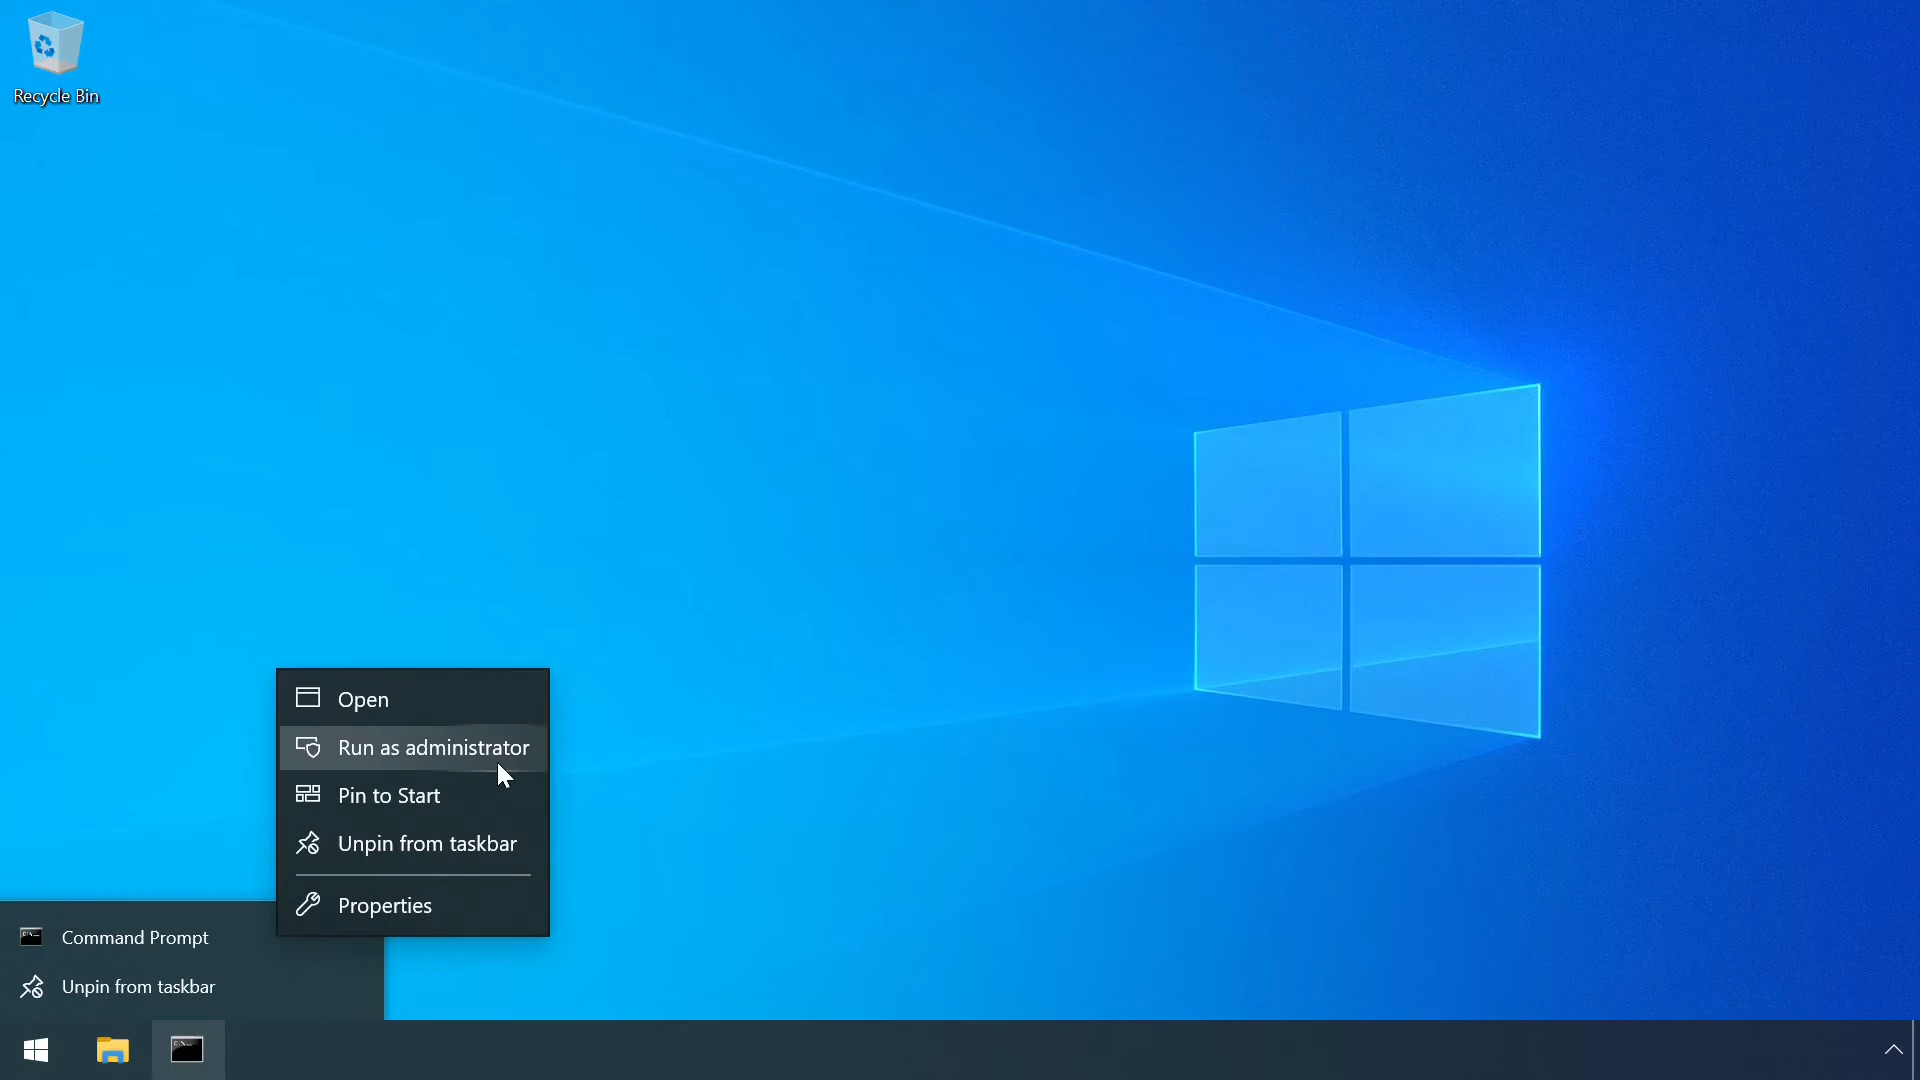 Recycle Bin
Open
Run as administrator
Pin to Start
Unpin from taskbar
Properties
Command Prompt
Unpin from taskbar